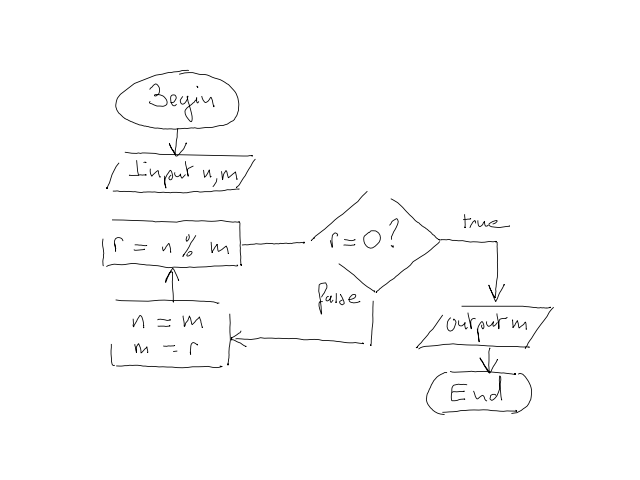 Begin
Input n, m
r = n % m
r = 0 ?
true
false
n = m
m = r
output m
End